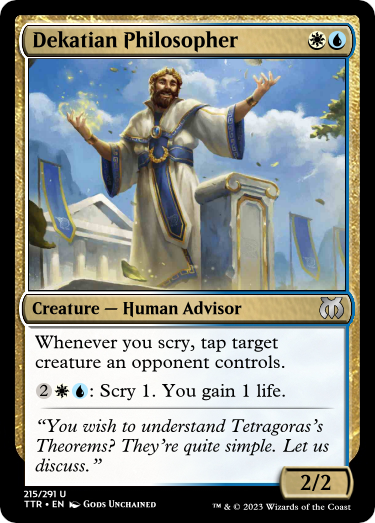 Dekatian Philosopher
Creature — Human Advisor
Whenever you scry, tap target
creature an opponent controls.
2: Scry 1. You gain 1 life.
“You wish to understand Tetragoras’s
Theorems? They’re quite simple. Let us
discuss.”
2/2
215/291 U
TTR • EN Gods Unchained
™ & © 2023 Wizards of the Coast